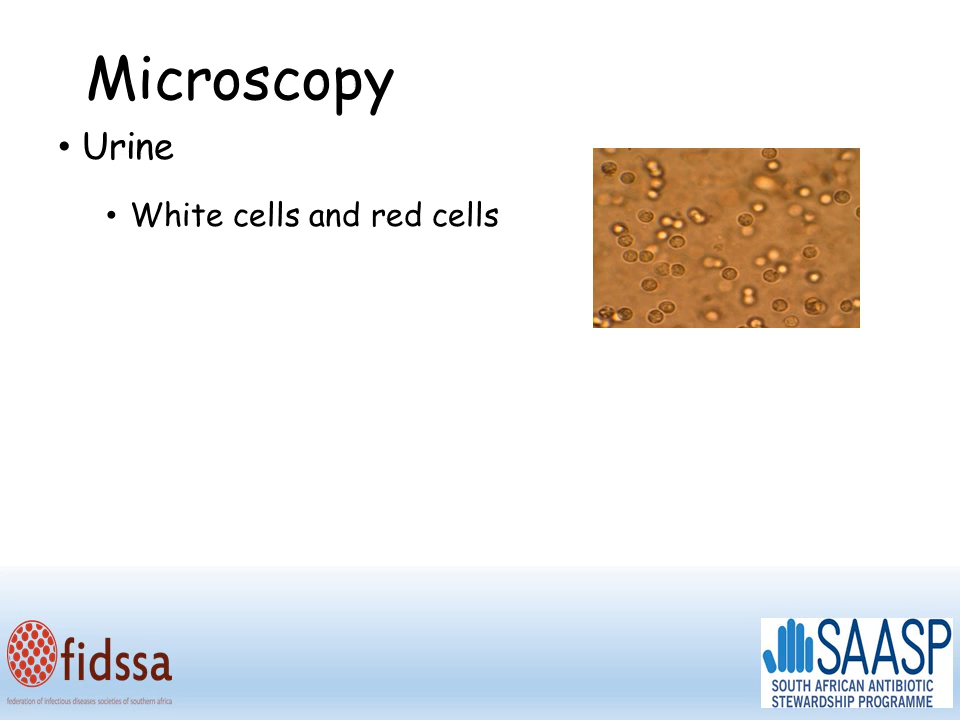 Microscopy
• Urine
• White cells and red cells
fidssa
federation of infectious diseases societies of southern africa
SAASP
SOUTH AFRICAN ANTIBIOTIC
STEWARDSHIP PROGRAMME